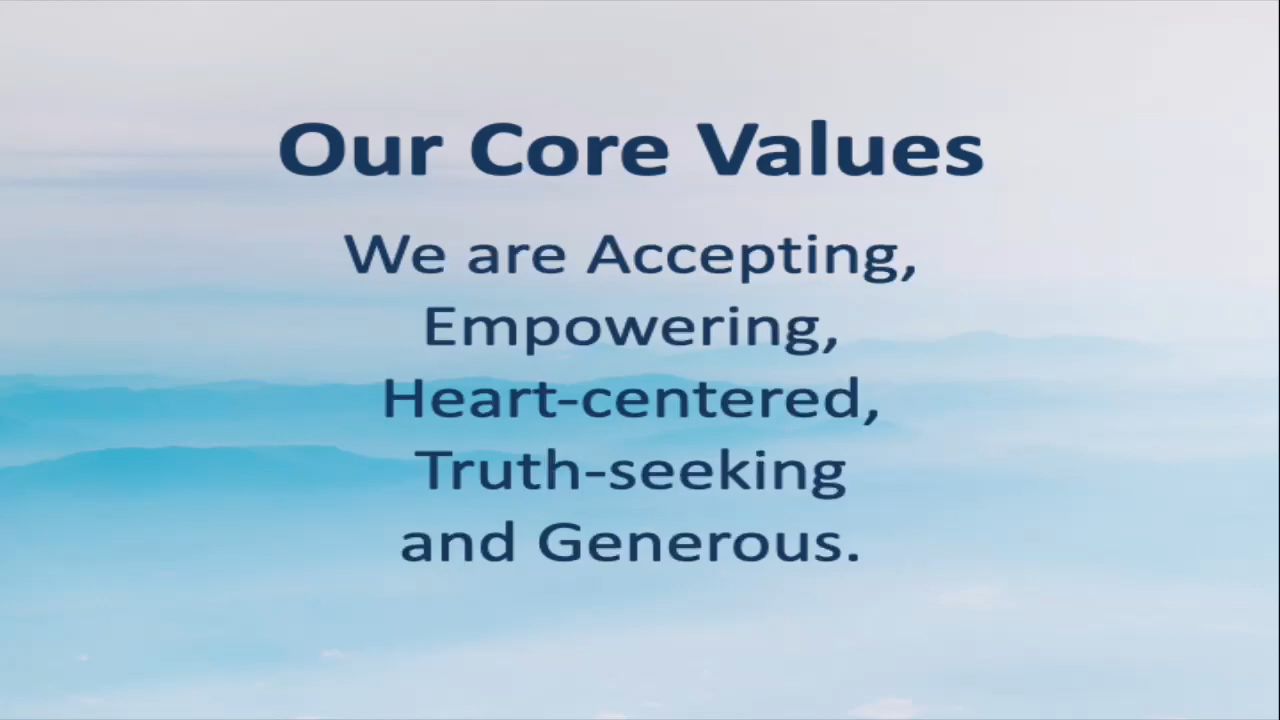 Our Core Values
We are Accepting,
Empowering,
Heart-centered,
Truth-seeking
and Generous.